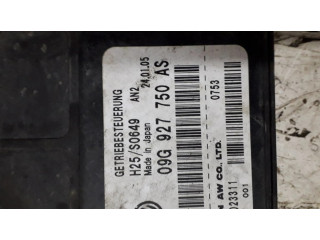 GETRIEBESTEUERUNG
H25/S0649 AN2 24.01.05
Made in Japan
09G 927 750 AS
0753
N AW CO., LTD.
023311
001